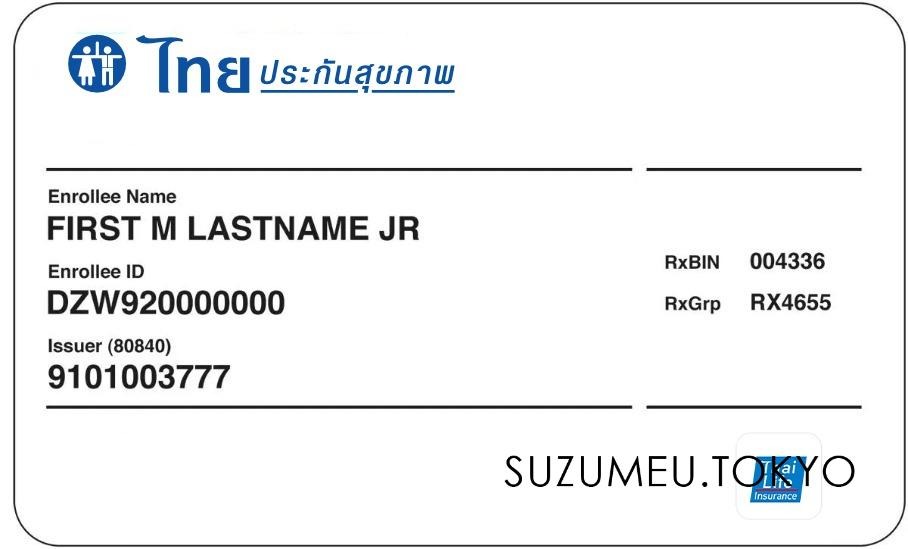 ไทยประกันสุขภาพ
Enrollee Name
FIRST M LASTNAME JR
Enrollee ID
DZW920000000
Issuer (80840)
9101003777
RxBIN 004336
RxGrp RX4655
SUZUMEU.TOKYO
Thai
Life
Insurance